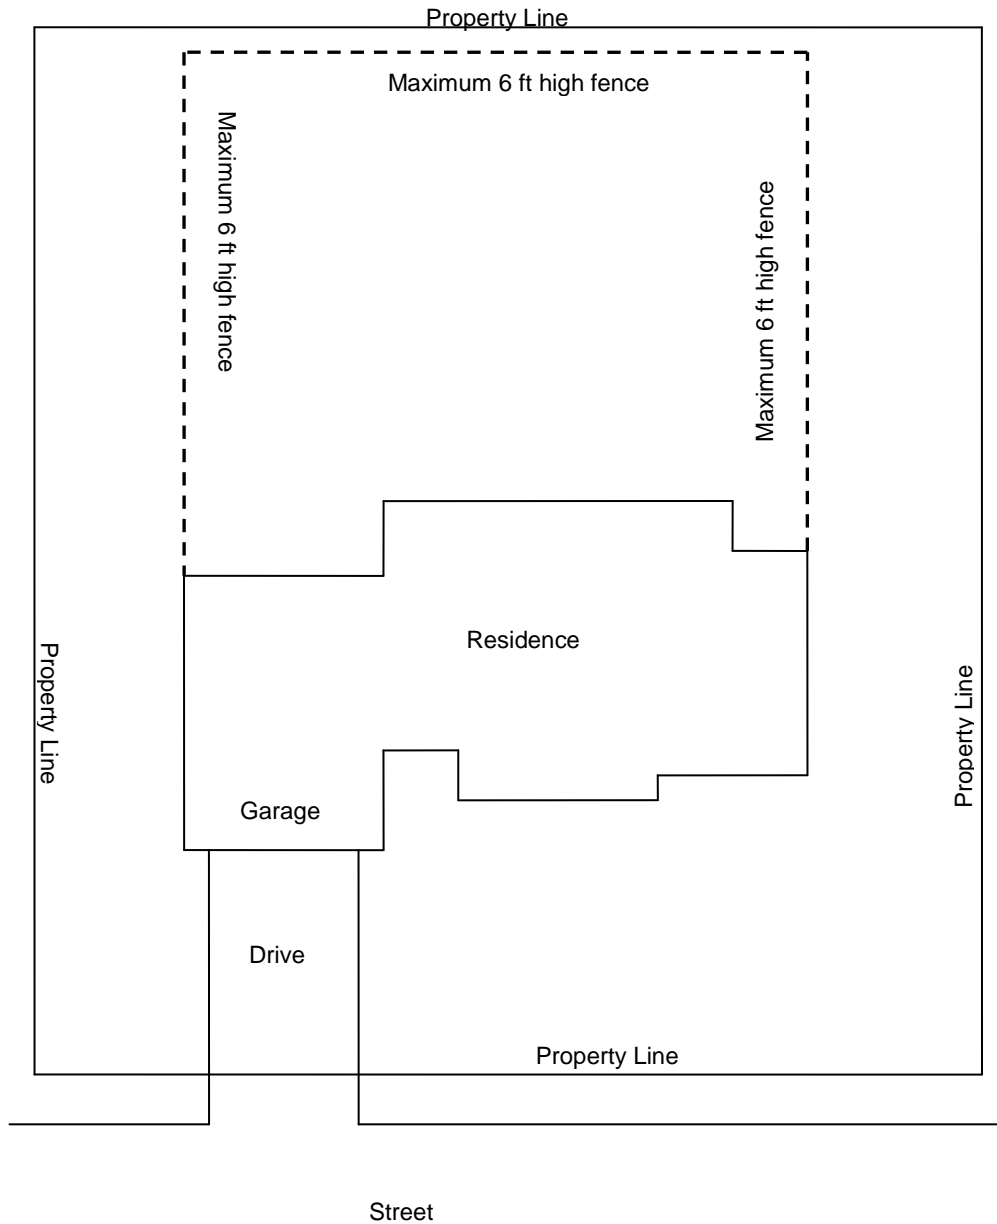 Property Line
Maximum 6 ft high fence
Maximum 6 ft high fence
Maximum 6 ft high fence
Residence
Property Line
Property Line
Garage
Drive
Property Line
Street